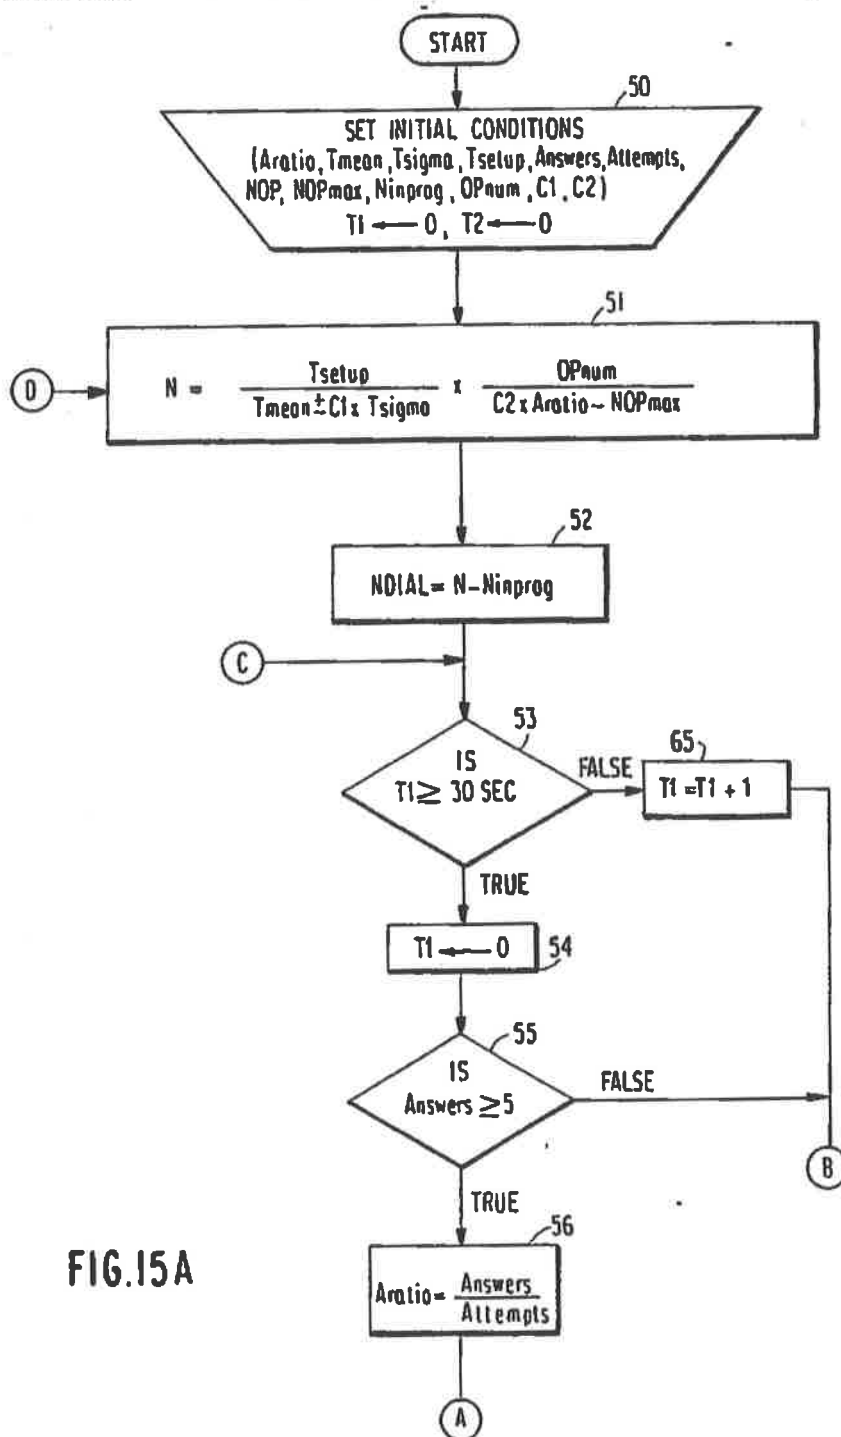 START
50
SET INITIAL CONDITIONS
(Aratio, Tmean, Tsigma, Tsetup, Answers, Attempts,
NOP, NOPmax, Ninprog, OPnum, C1, C2)
T1 ← 0, T2 ← 0
51
D
N = Tsetup / Tmean ± C1 x Tsigma x OPnum / C2 x Aratio - NOPmax
52
NDIAL = N-Ninprog
C
53
IS
T1 ≥ 30 SEC
FALSE
65
T1 = T1 + 1
TRUE
T1 ← 0
54
55
IS
Answers ≥ 5
FALSE
B
TRUE
56
Aratio = Answers / Attempts
FIG.15A
A